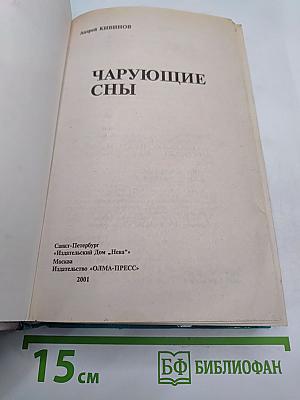 Андрей КИВИНОВ
ЧАРУЮЩИЕ
СНЫ
Санкт-Петербург
«Издательский Дом „Нева“»
Москва
Издательство «ОЛМА-ПРЕСС»
2001
15 см
БФ БИБЛИОФАН